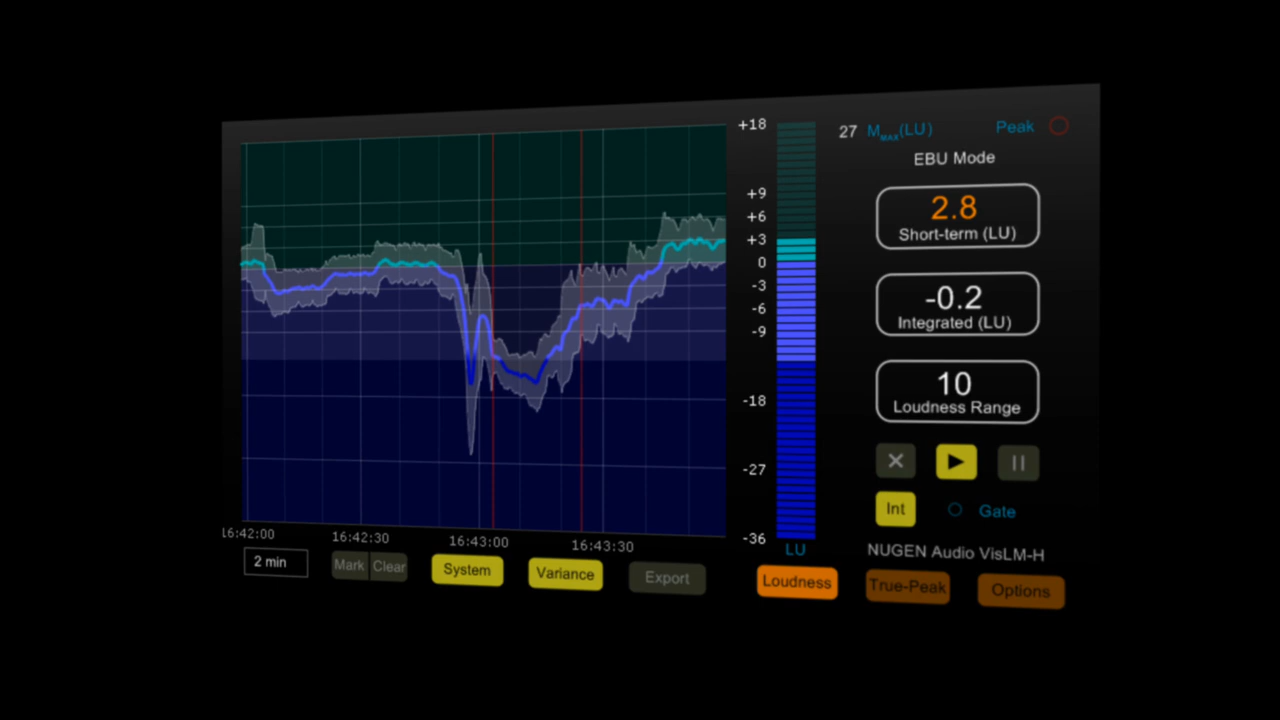 +18
+9
+6
+3
0
-3
-6
-9
-18
-27
-36
LU
27 MMAX(LU) Peak
EBU Mode
2.8
Short-term (LU)
-0.2
Integrated (LU)
10
Loudness Range
Int Gate
NUGEN Audio VisLM-H
16:42:00 16:42:30 16:43:00 16:43:30
2 min Mark Clear System Variance Export Loudness True-Peak Options